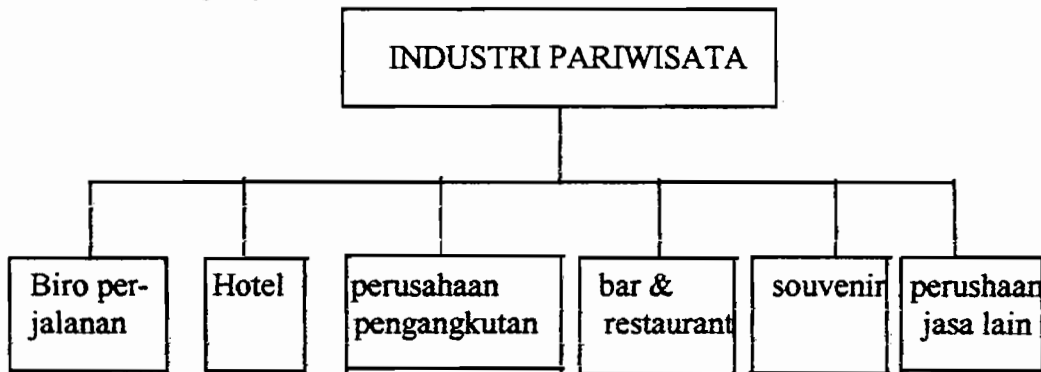 INDUSTRI PARIWISATA
Biro per-
jalanan
Hotel
perusahaan
pengangkutan
bar &
restaurant
souvenir
perushaan
jasa lain